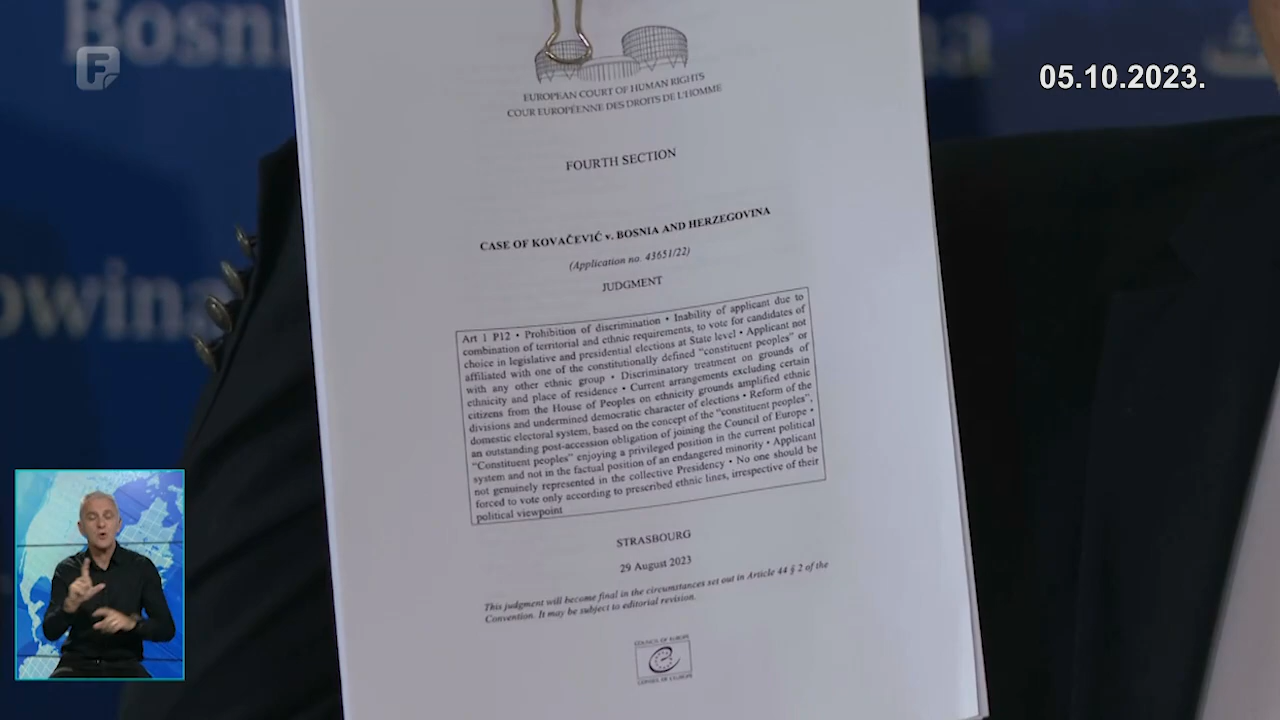 Bosni
ina
owina
F
05.10.2023.
EUROPEAN COURT OF HUMAN RIGHTS
COUR EUROPÉENNE DES DROITS DE L'HOMME
FOURTH SECTION
CASE OF KOVAČEVIĆ v. BOSNIA AND HERZEGOVINA
(Application no. 43651/22)
JUDGMENT
Art 1 P12 • Prohibition of discrimination • Inability of applicant due to
combination of territorial and ethnic requirements, to vote for candidates of
choice in legislative and presidential elections at State level • Applicant not
affiliated with one of the constitutionally defined “constituent peoples” or
with any other ethnic group • Discriminatory treatment on grounds of
ethnicity and place of residence • Current arrangements excluding certain
citizens from the House of Peoples on ethnicity grounds amplified ethnic
divisions and undermined democratic character of elections • Reform of the
domestic electoral system, based on the concept of the “constituent peoples”,
an outstanding post-accession obligation of joining the Council of Europe •
“Constituent peoples” enjoying a privileged position in the current political
system and not in the factual position of an endangered minority • Applicant
not genuinely represented in the collective Presidency • No one should be
forced to vote only according to prescribed ethnic lines, irrespective of their
political viewpoint
STRASBOURG
29 August 2023
This judgment will become final in the circumstances set out in Article 44 § 2 of the
Convention. It may be subject to editorial revision.
COUNCIL OF EUROPE
CONSEIL DE L'EUROPE